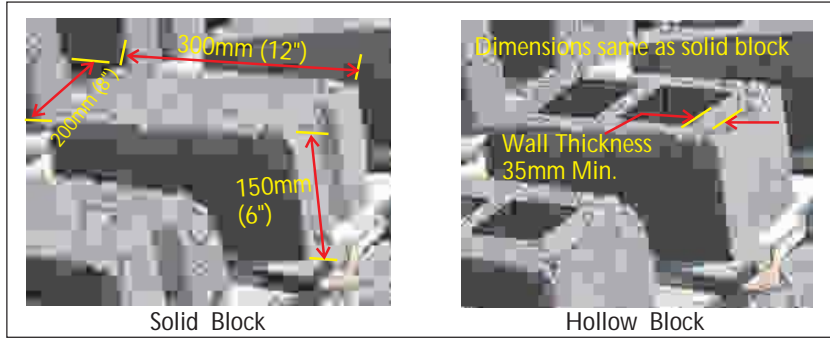 300mm (12")
200mm (8")
150mm
(6")
Solid Block
Dimensions same as solid block
Wall Thickness
35mm Min.
Hollow Block